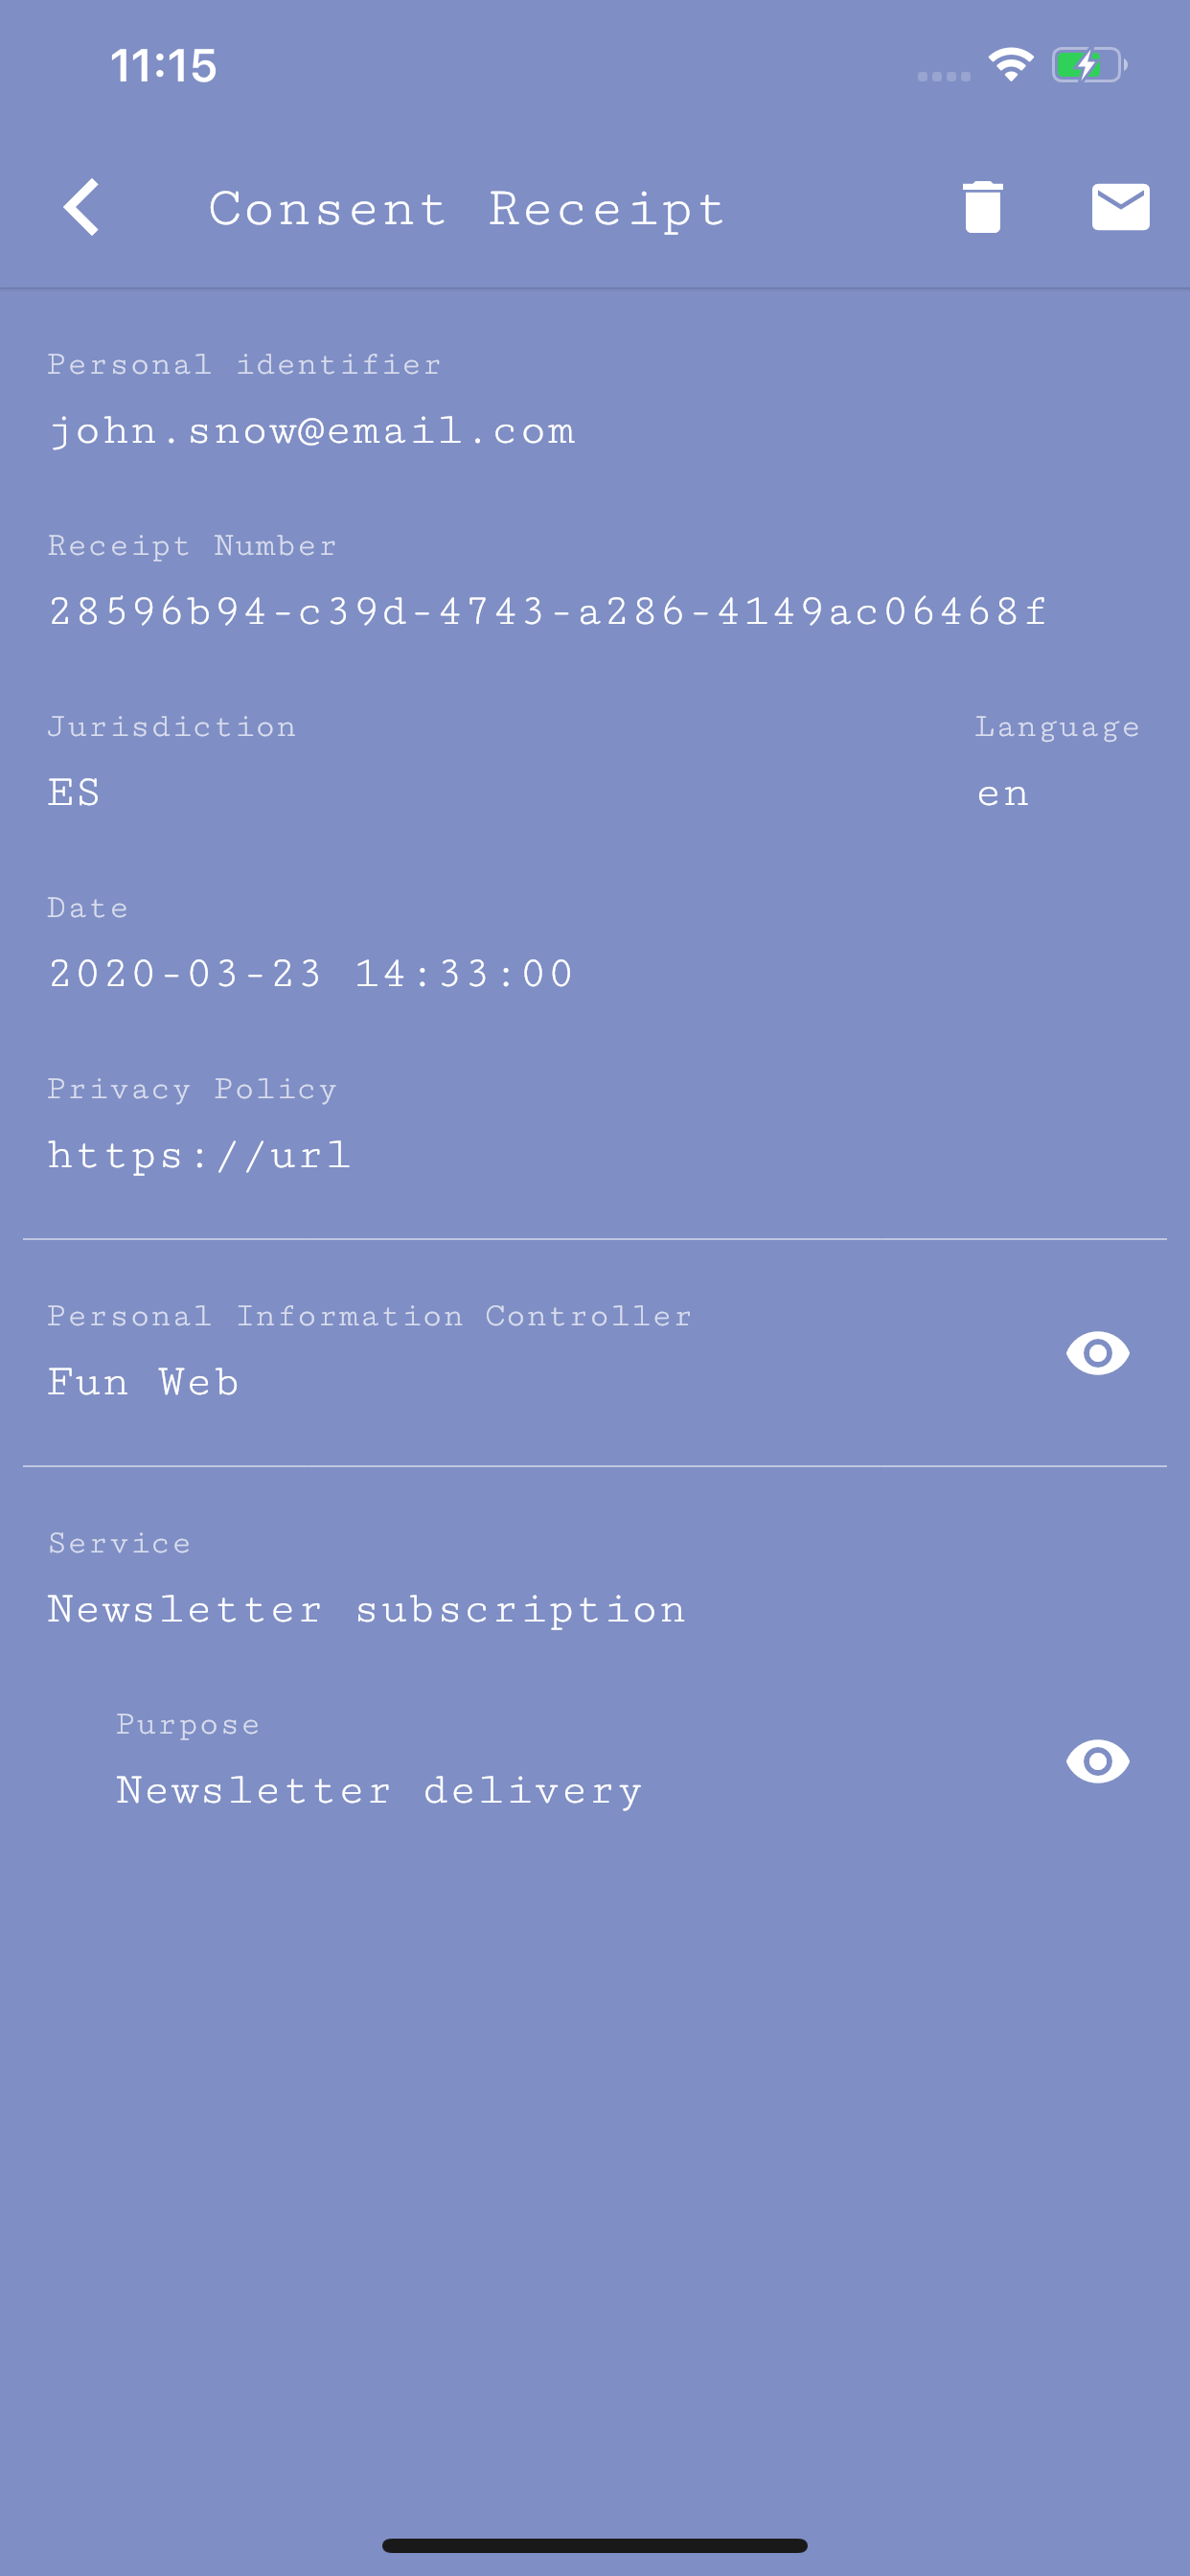 11:15
Consent Receipt
Personal identifier
john.snow@email.com
Receipt Number
28596b94-c39d-4743-a286-4149ac06468f
Jurisdiction Language
ES en
Date
2020-03-23 14:33:00
Privacy Policy
https://url
Personal Information Controller
Fun Web
Service
Newsletter subscription
Purpose
Newsletter delivery